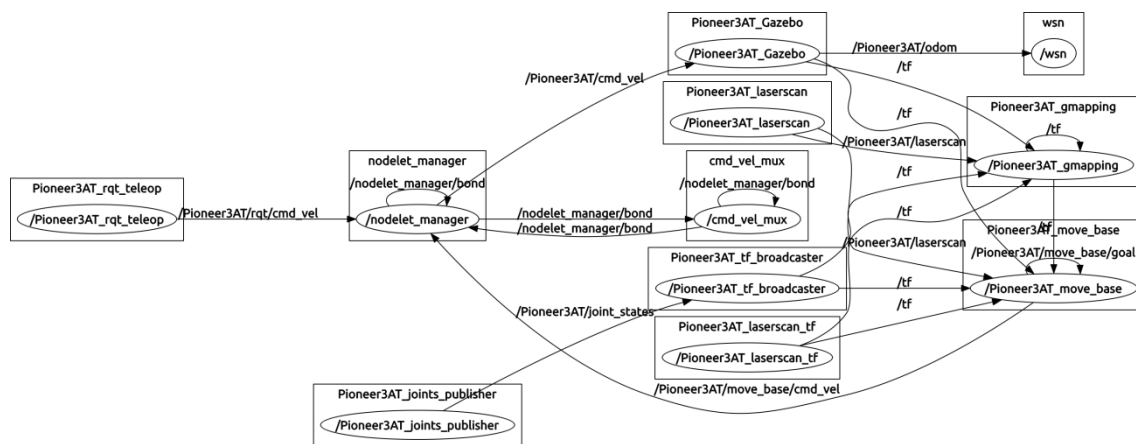 Pioneer3AT_Gazebo
/Pioneer3AT_Gazebo
/Pioneer3AT/odom
wsn
/wsn
/tf
/Pioneer3AT/cmd_vel
/tf
Pioneer3AT_laserscan
/Pioneer3AT_laserscan
/Pioneer3AT/laserscan
Pioneer3AT_gmapping
/tf
/Pioneer3AT_gmapping
nodelet_manager
/nodelet_manager/bond
/nodelet_manager
cmd_vel_mux
/nodelet_manager/bond
/cmd_vel_mux
/tf
Pioneer3AT_rqt_teleop
/Pioneer3AT_rqt_teleop
/Pioneer3AT/rqt/cmd_vel
/nodelet_manager/bond
/nodelet_manager/bond
/tf
/tf
/Pioneer3AT/laserscan
Pioneer3AT_move_base
/Pioneer3AT/move_base/goal
/Pioneer3AT_move_base
Pioneer3AT_tf_broadcaster
/Pioneer3AT_tf_broadcaster
/tf
/Pioneer3AT/joint_states
/tf
Pioneer3AT_laserscan_tf
/Pioneer3AT_laserscan_tf
/Pioneer3AT/move_base/cmd_vel
Pioneer3AT_joints_publisher
/Pioneer3AT_joints_publisher